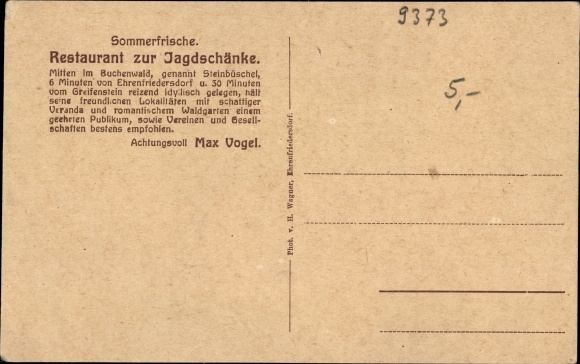 Sommerfrische.
Restaurant zur Jagdschänke.
Mitten im Buchenwald, genannt Steinbüschel,
6 Minuten von Ehrenfriedersdorf u. 30 Minuten
vom Greifenstein reizend idyllisch gelegen, hält
seine freundlichen Lokalitäten mit schattiger
Veranda und romantischem Waldgarten einem
geehrten Publikum, sowie Vereinen und Gesell-
schaften bestens empfohlen.
Achtungsvoll Max Vogel.
Phot. v. H. Wagner, Ehrenfriedersdorf.
9373
5,-